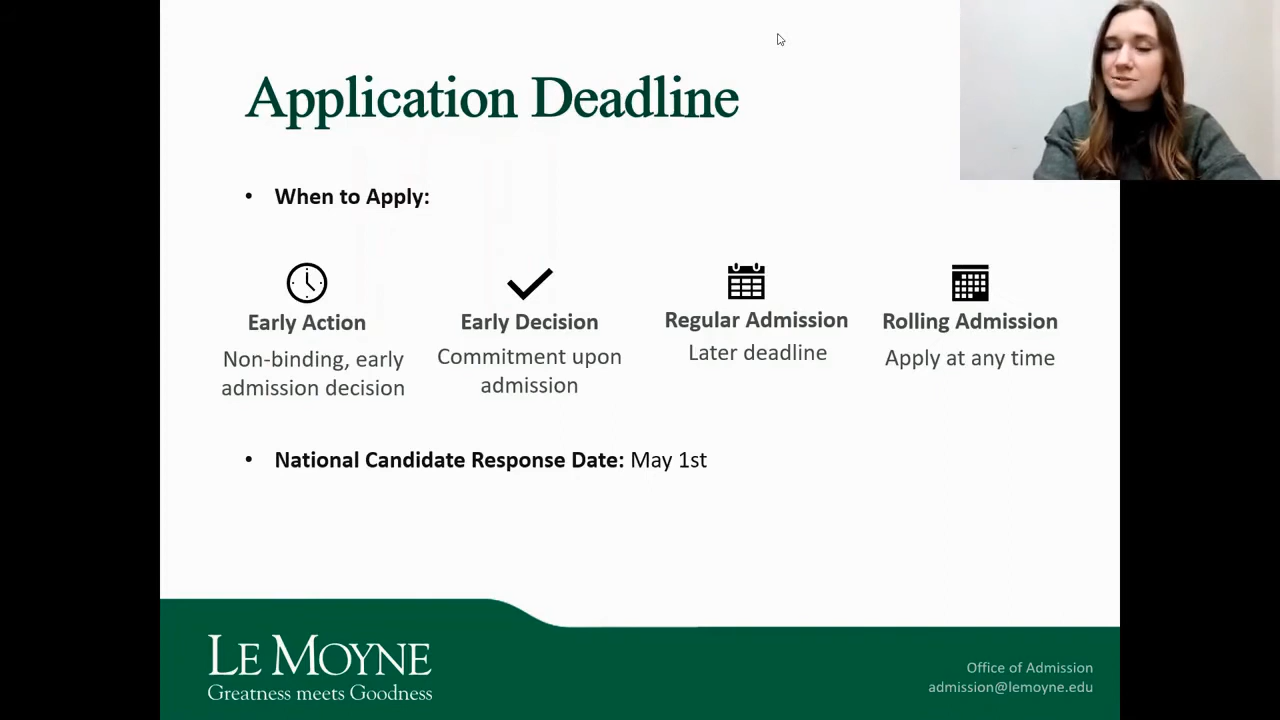 Application Deadline
• When to Apply:
Early Action
Non-binding, early
admission decision
Early Decision
Commitment upon
admission
Regular Admission
Later deadline
Rolling Admission
Apply at any time
• National Candidate Response Date: May 1st
LE MOYNE
Greatness meets Goodness
Office of Admission
admission@lemoyne.edu